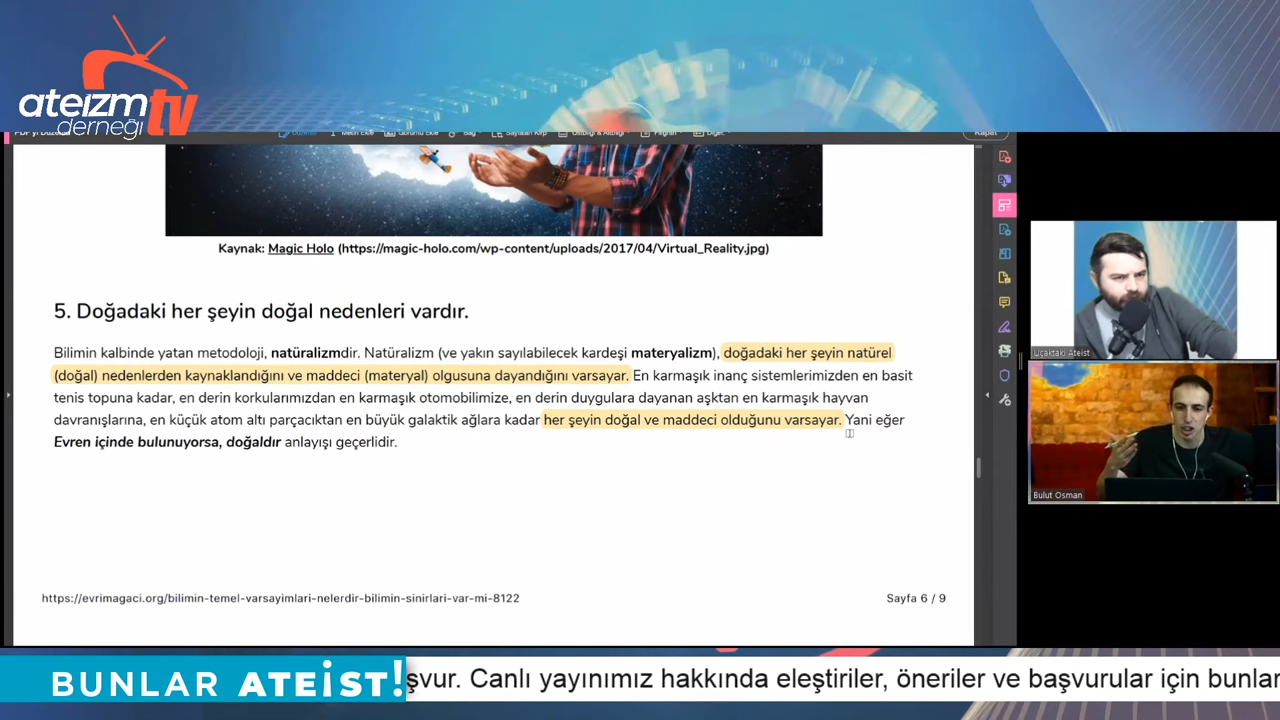 ateizm
derneği
tv
Kaynak: Magic Holo (https://magic-holo.com/wp-content/uploads/2017/04/Virtual_Reality.jpg)
5. Doğadaki her şeyin doğal nedenleri vardır.
Bilimin kalbinde yatan metodoloji, natüralizmdir. Natüralizm (ve yakın sayılabilecek kardeşi materyalizm), doğadaki her şeyin natürel
(doğal) nedenlerden kaynaklandığını ve maddeci (materyal) olgusuna dayandığını varsayar. En karmaşık inanç sistemlerimizden en basit
tenis topuna kadar, en derin korkularımızdan en karmaşık otomobilimize, en derin duygulara dayanan aşktan en karmaşık hayvan
davranışlarına, en küçük atom altı parçacıktan en büyük galaktik ağlara kadar her şeyin doğal ve maddeci olduğunu varsayar. Yani eğer
Evren içinde bulunuyorsa, doğaldır anlayışı geçerlidir.
https://evrimagaci.org/bilimin-temel-varsayimlari-nelerdir-bilimin-sinirlari-var-mi-8122
Sayfa 6 / 9
Uçaktaki Ateist
Bulut Osman
BUNLAR ATEİST!
şvur. Canlı yayınımız hakkında eleştiriler, öneriler ve başvurular için bunlar